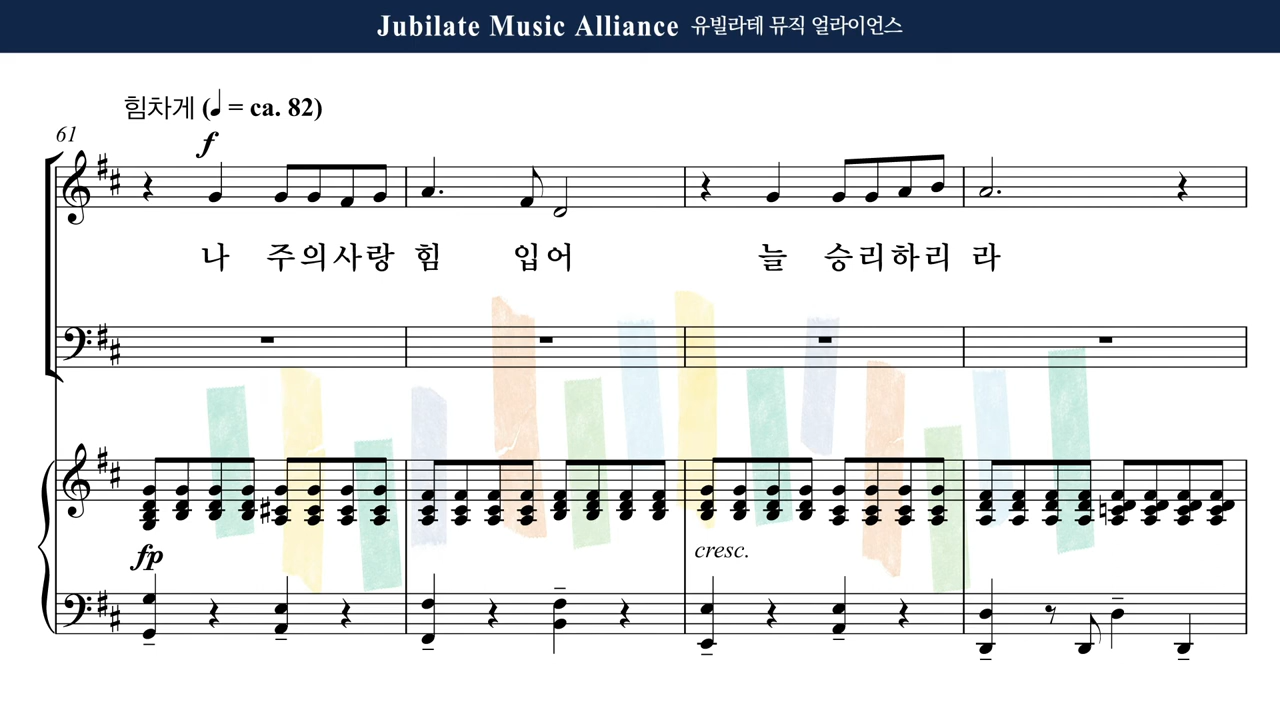 Jubilate Music Alliance 유빌라테 뮤직 얼라이언스
힘차게 (♩ = ca. 82)
61
f
나 주의사랑 힘 입어 늘 승리하리 라
fp
cresc.